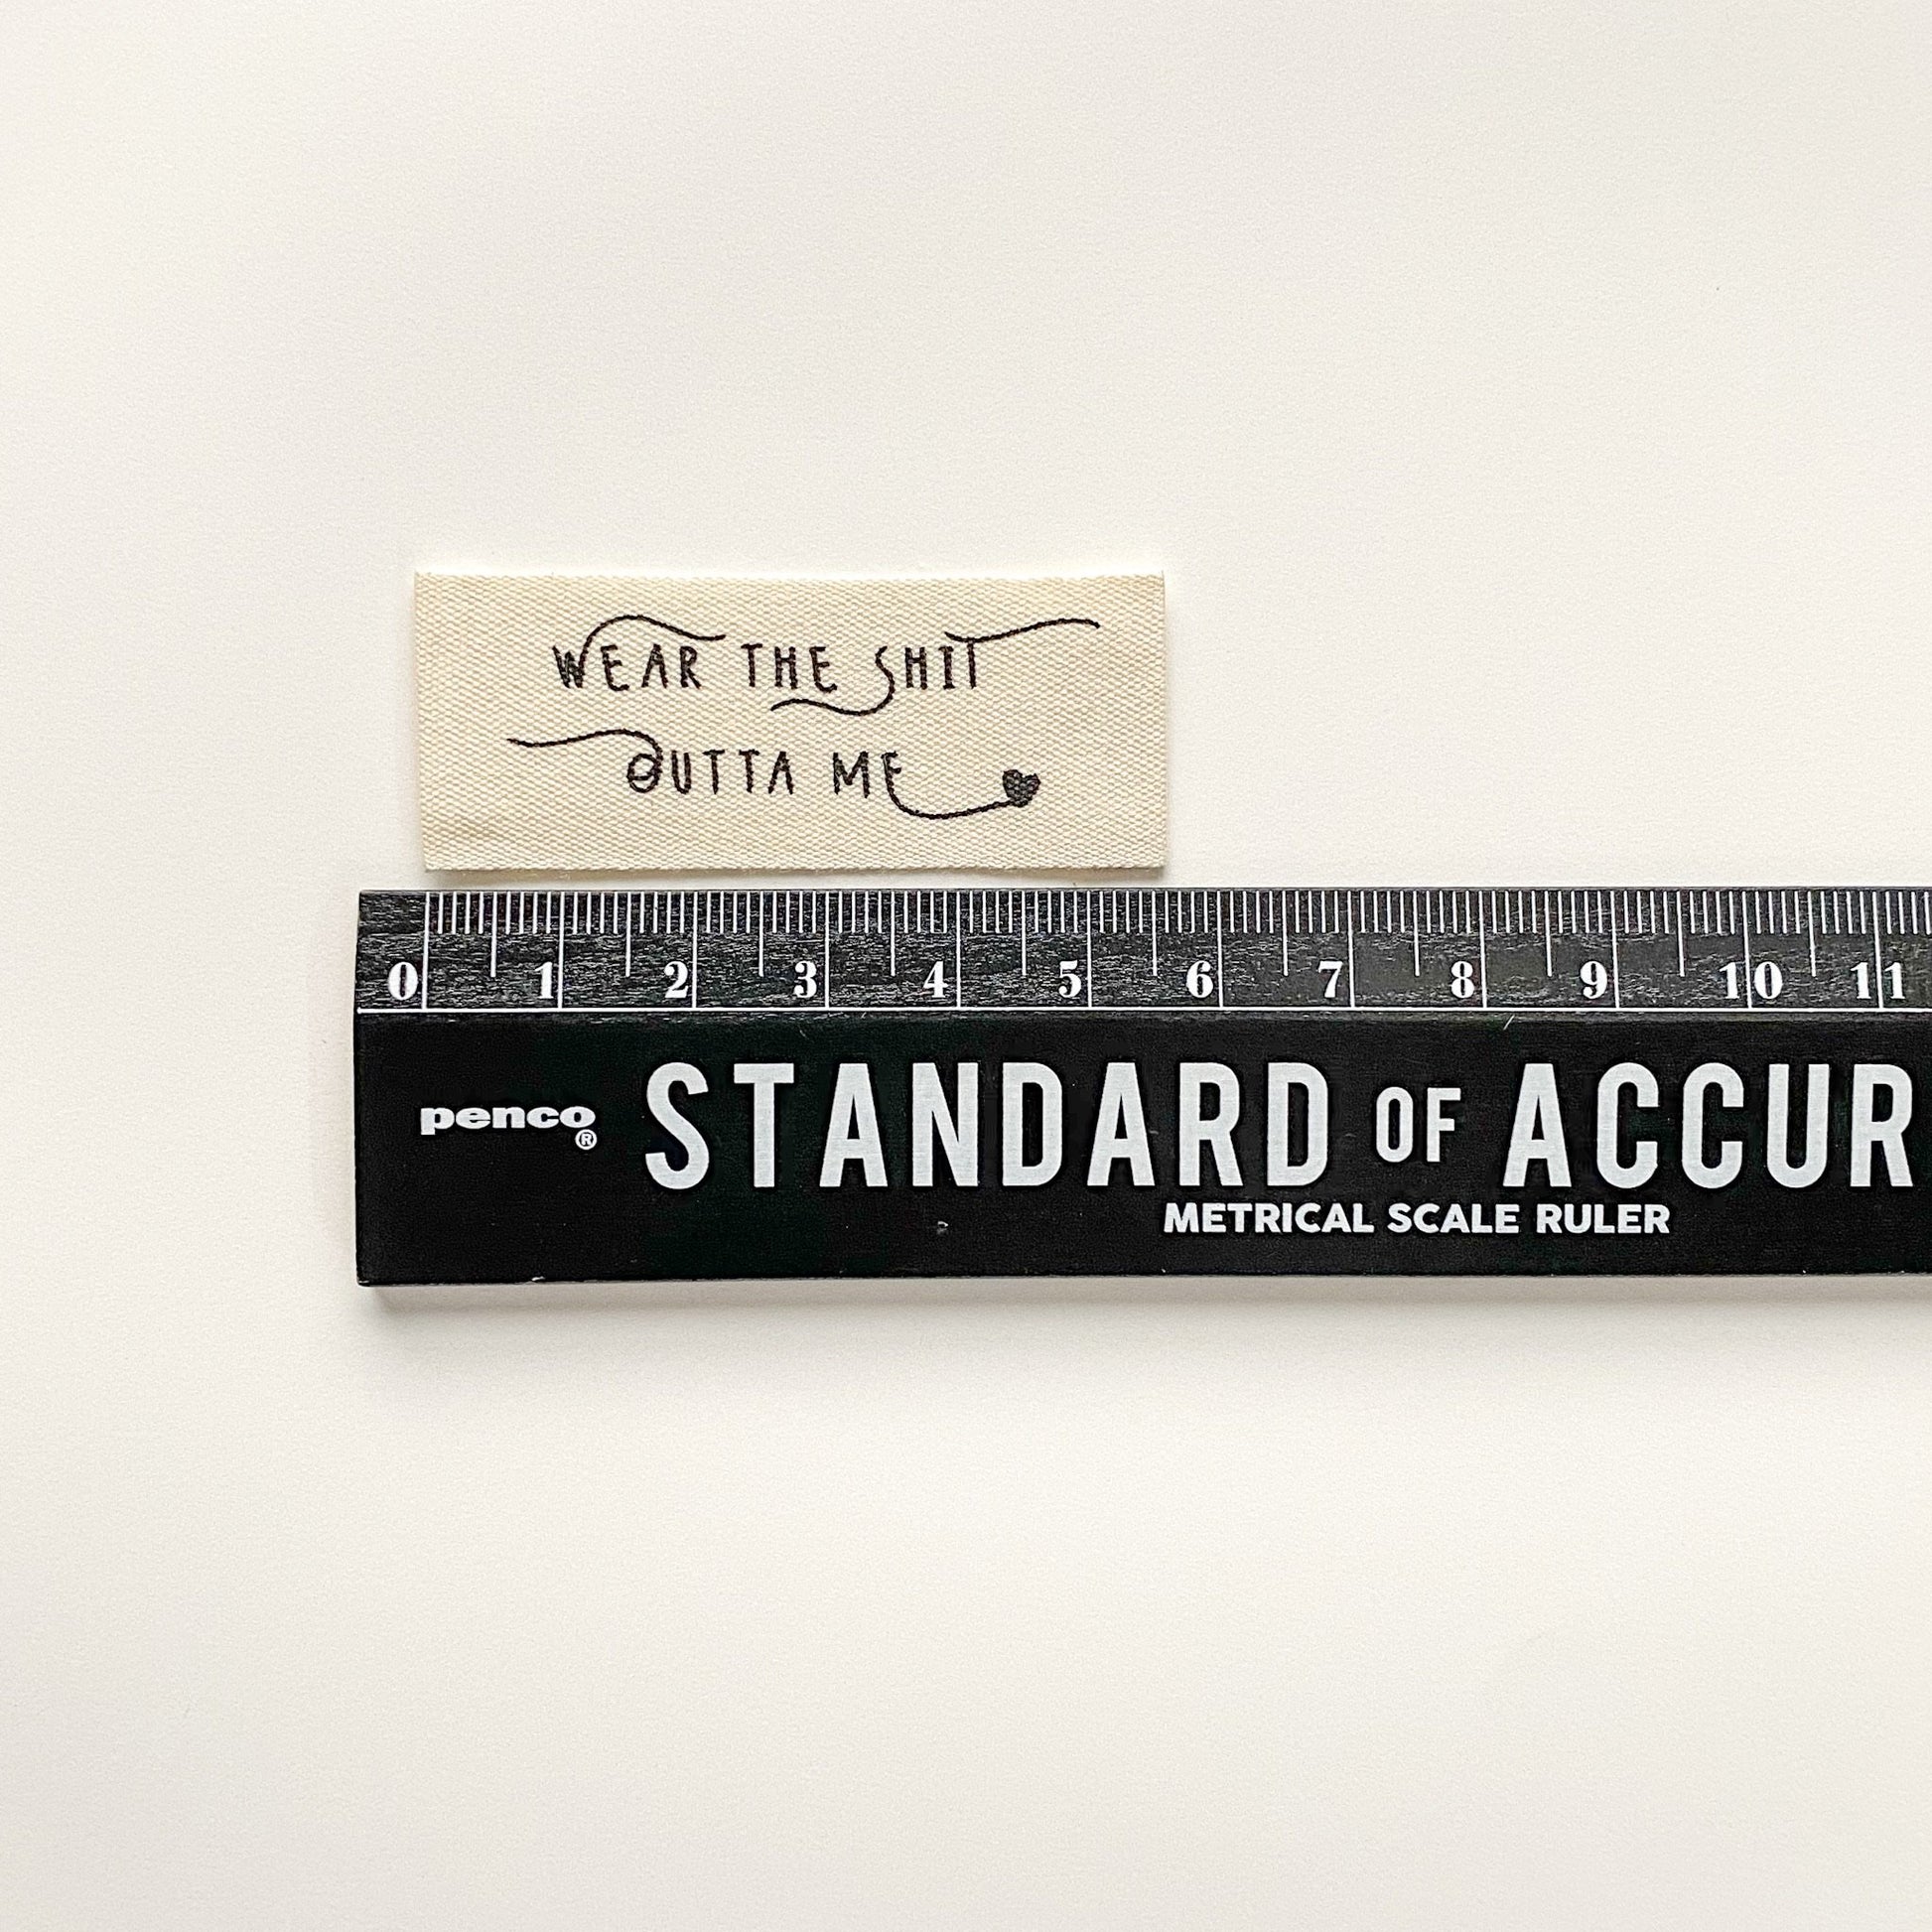 WEAR THE SHIT
OUTTA ME
0 1 2 3 4 5 6 7 8 9 10 11
penco®
STANDARD OF ACCUR
METRICAL SCALE RULER